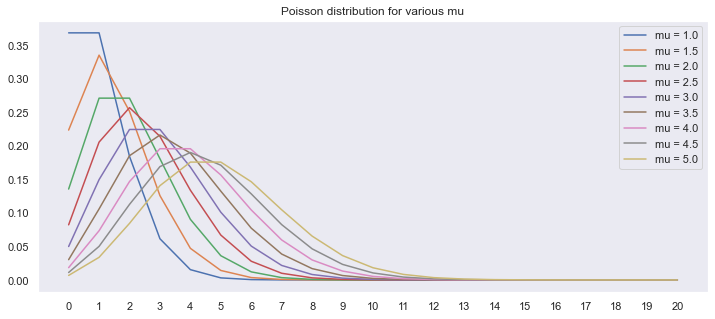 Poisson distribution for various mu
mu = 1.0
mu = 1.5
mu = 2.0
mu = 2.5
mu = 3.0
mu = 3.5
mu = 4.0
mu = 4.5
mu = 5.0
0.35
0.30
0.25
0.20
0.15
0.10
0.05
0.00
0 1 2 3 4 5 6 7 8 9 10 11 12 13 14 15 16 17 18 19 20